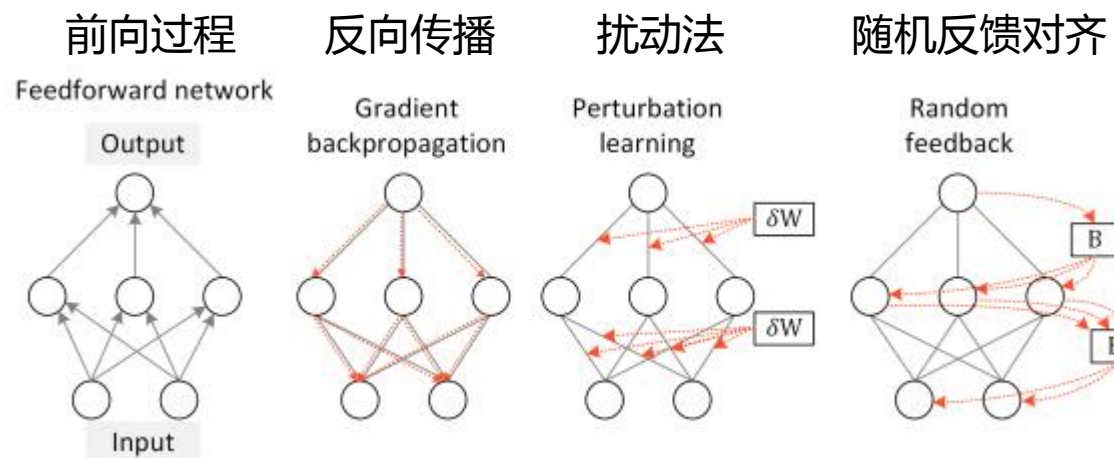 前向过程
反向传播
扰动法
随机反馈对齐
Feedforward network
Gradient
backpropagation
Perturbation
learning
Random
feedback
Output
δW
B
δW
Input